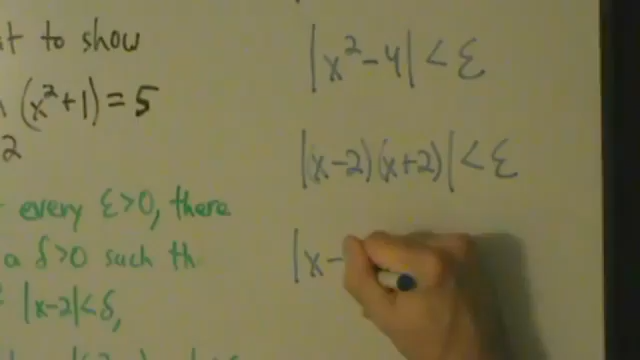 to show
(x²+1) = 5
2
every ε>0, there
a δ>0 such th
|x-2|<δ,
|x²-4|<ε
|(x-2)(x+2)|<ε
|x-